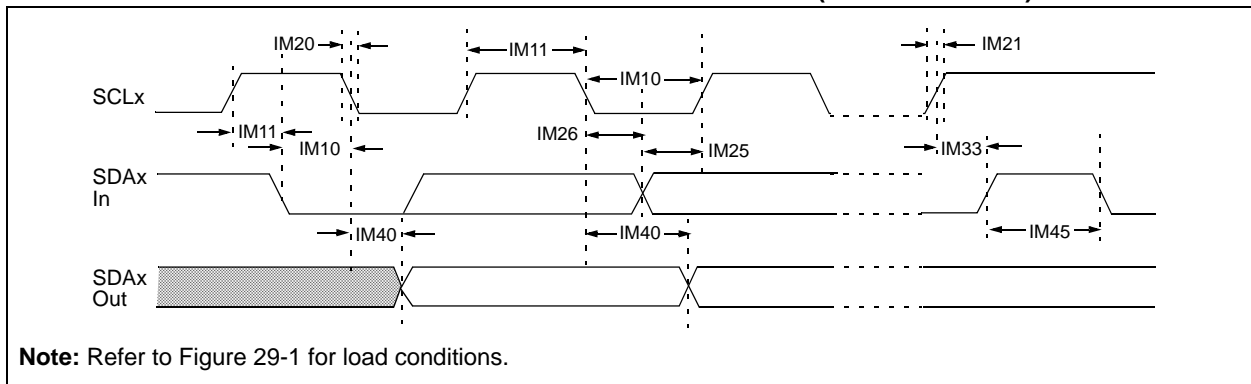 IM20
IM11
IM21
IM10
SCLx
IM11
IM26
IM10
IM25
IM33
SDAx
In
IM40
IM40
IM45
SDAx
Out
Note: Refer to Figure 29-1 for load conditions.